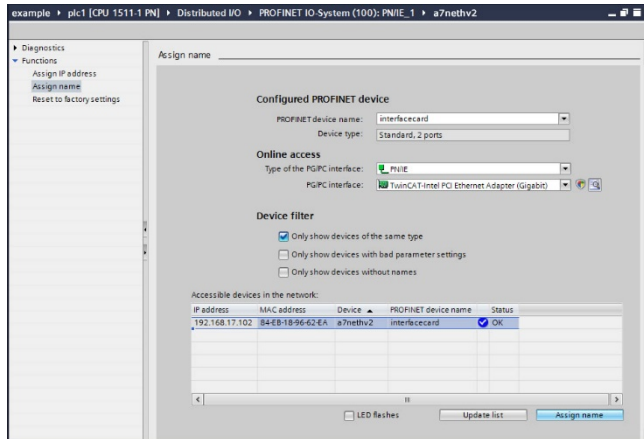 example ▸ plc1 [CPU 1511-1 PN] ▸ Distributed I/O ▸ PROFINET IO-System (100): PN/IE_1 ▸ a7nethv2
Diagnostics
Functions
Assign IP address
Assign name
Reset to factory settings
Assign name
Configured PROFINET device
PROFINET device name: interfacecard
Device type: Standard, 2 ports
Online access
Type of the PG/PC interface: PN/IE
PG/PC interface: TwinCAT-Intel PCI Ethernet Adapter (Gigabit)
Device filter
Only show devices of the same type
Only show devices with bad parameter settings
Only show devices without names
Accessible devices in the network:
IP address MAC address Device PROFINET device name Status
192.168.17.102 84-EB-18-96-62-EA a7nethv2 interfacecard OK
LED flashes Update list Assign name